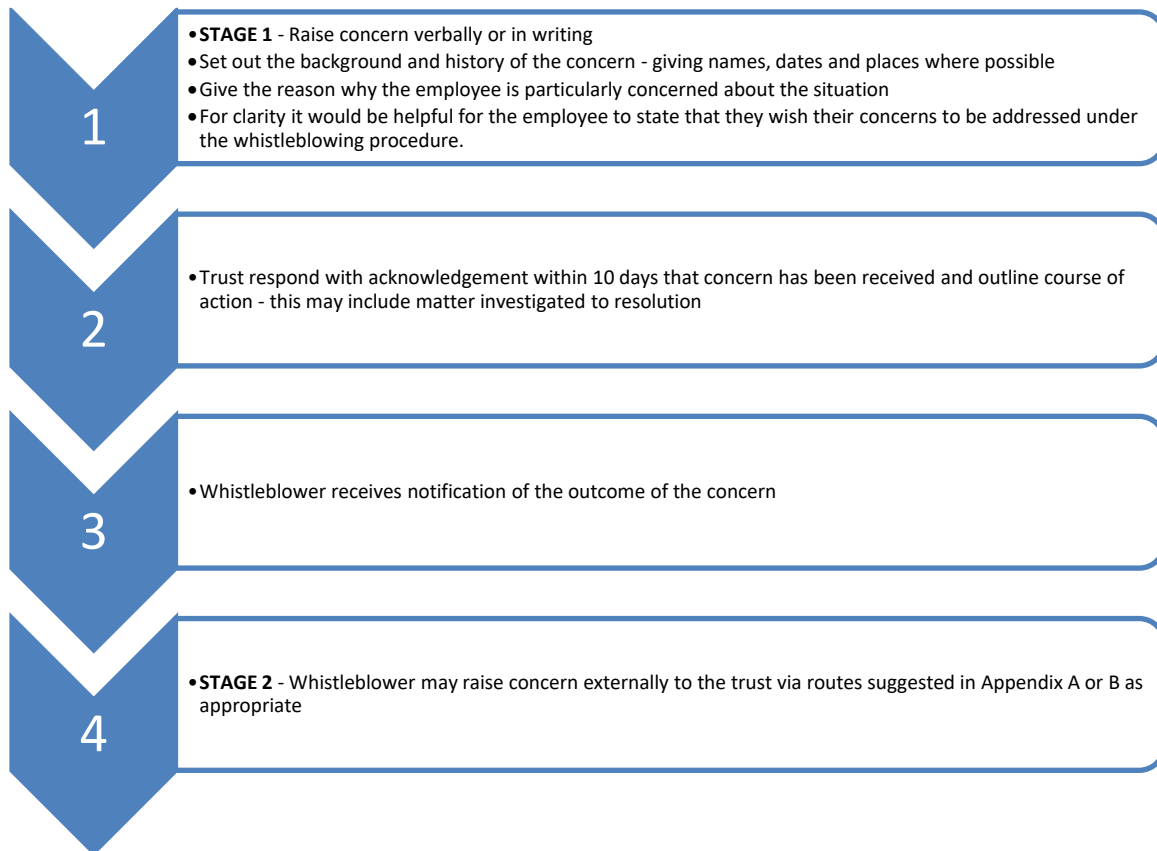 1
•STAGE 1 - Raise concern verbally or in writing
•Set out the background and history of the concern - giving names, dates and places where possible
•Give the reason why the employee is particularly concerned about the situation
•For clarity it would be helpful for the employee to state that they wish their concerns to be addressed under
the whistleblowing procedure.
2
•Trust respond with acknowledgement within 10 days that concern has been received and outline course of
action - this may include matter investigated to resolution
3
•Whistleblower receives notification of the outcome of the concern
4
•STAGE 2 - Whistleblower may raise concern externally to the trust via routes suggested in Appendix A or B as
appropriate